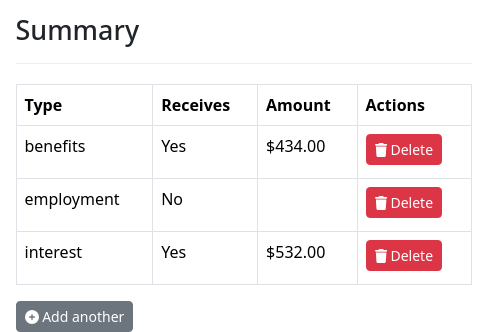 Summary
Type Receives Amount Actions
benefits Yes $434.00 Delete
employment No Delete
interest Yes $532.00 Delete
Add another